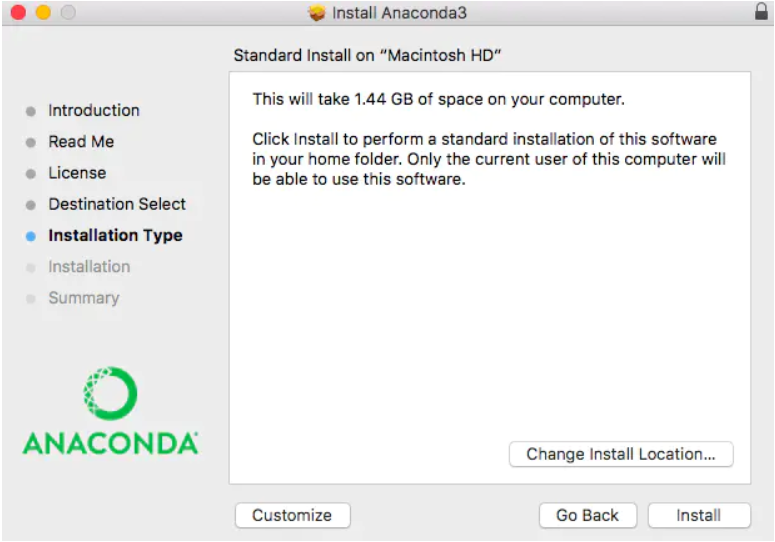 Install Anaconda3
Standard Install on “Macintosh HD”
Introduction
Read Me
License
Destination Select
Installation Type
Installation
Summary
ANACONDA
This will take 1.44 GB of space on your computer.
Click Install to perform a standard installation of this software
in your home folder. Only the current user of this computer will
be able to use this software.
Change Install Location...
Customize
Go Back
Install